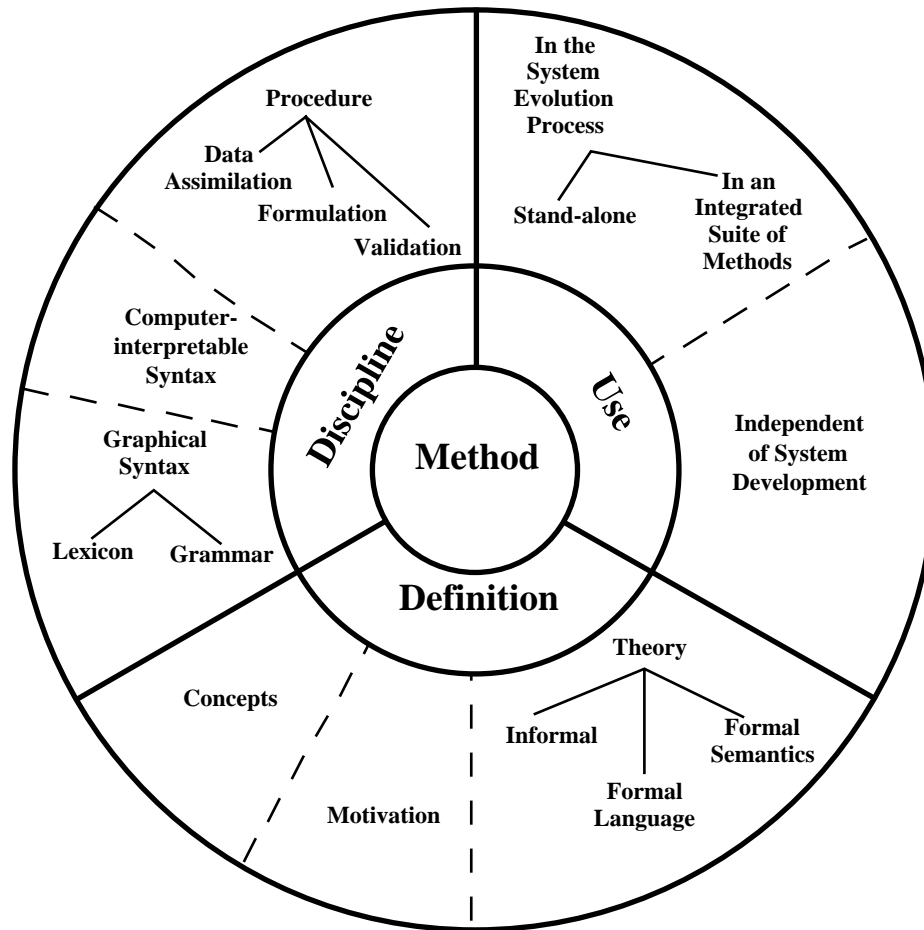 In the
System
Evolution
Process
Procedure
Data
Assimilation
Formulation
Validation
Stand-alone
In an
Integrated
Suite of
Methods
Computer-
interpretable
Syntax
Discipline
Use
Method
Graphical
Syntax
Lexicon
Grammar
Independent
of System
Development
Definition
Concepts
Motivation
Theory
Informal
Formal
Language
Formal
Semantics